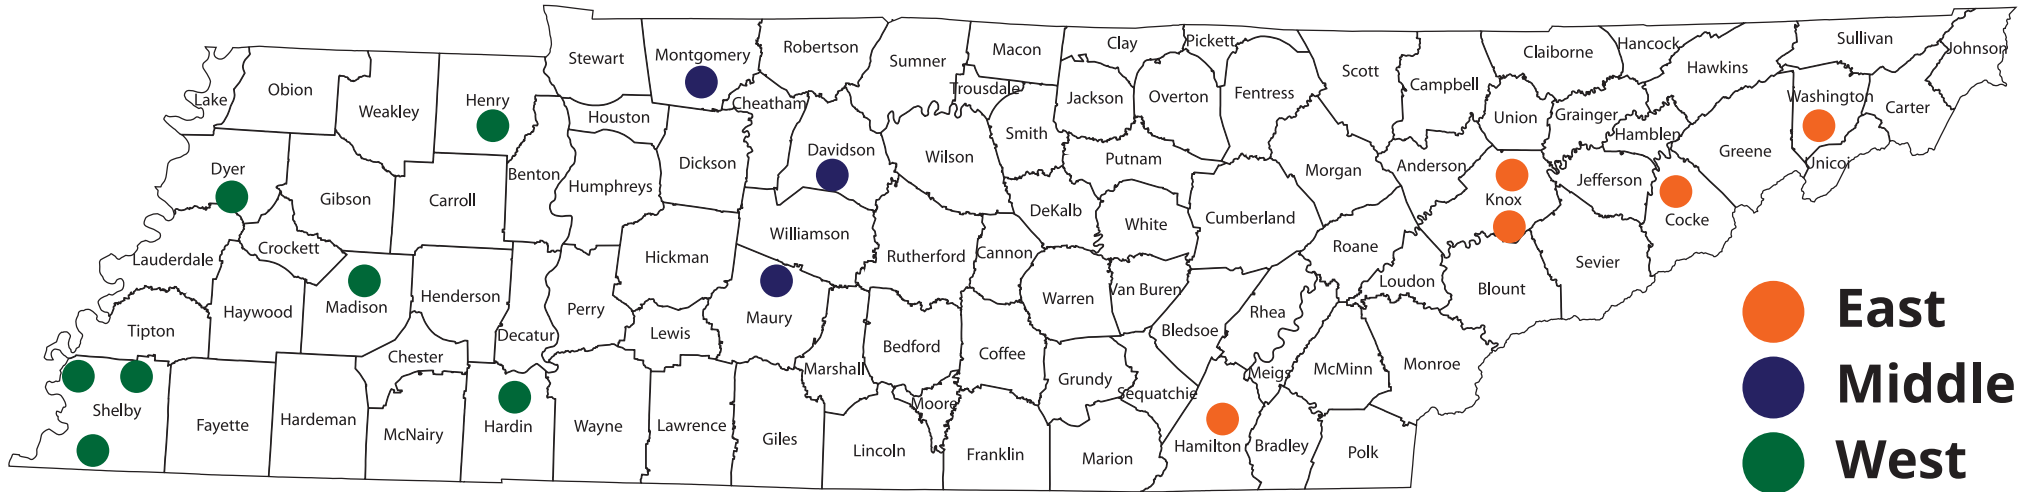 Stewart
Montgomery
Robertson
Sumner
Macon
Clay
Pickett
Scott
Campbell
Claiborne
Hancock
Hawkins
Sullivan
Johnson
Lake
Obion
Weakley
Henry
Houston
Cheatham
Trousdale
Jackson
Overton
Fentress
Union
Grainger
Hamblen
Washington
Carter
Dyer
Gibson
Carroll
Benton
Humphreys
Dickson
Davidson
Wilson
Smith
Putnam
Morgan
Anderson
Knox
Jefferson
Cocke
Greene
Unicoi
Lauderdale
Crockett
Madison
Henderson
Decatur
Perry
Hickman
Williamson
Rutherford
Cannon
DeKalb
White
Cumberland
Roane
Loudon
Blount
Sevier
Tipton
Haywood
Chester
Lewis
Maury
Marshall
Bedford
Coffee
Warren
Van Buren
Bledsoe
Rhea
Meigs
McMinn
Monroe
Shelby
Fayette
Hardeman
McNairy
Hardin
Wayne
Lawrence
Giles
Lincoln
Moore
Franklin
Grundy
Sequatchie
Marion
Hamilton
Bradley
Polk
East
Middle
West